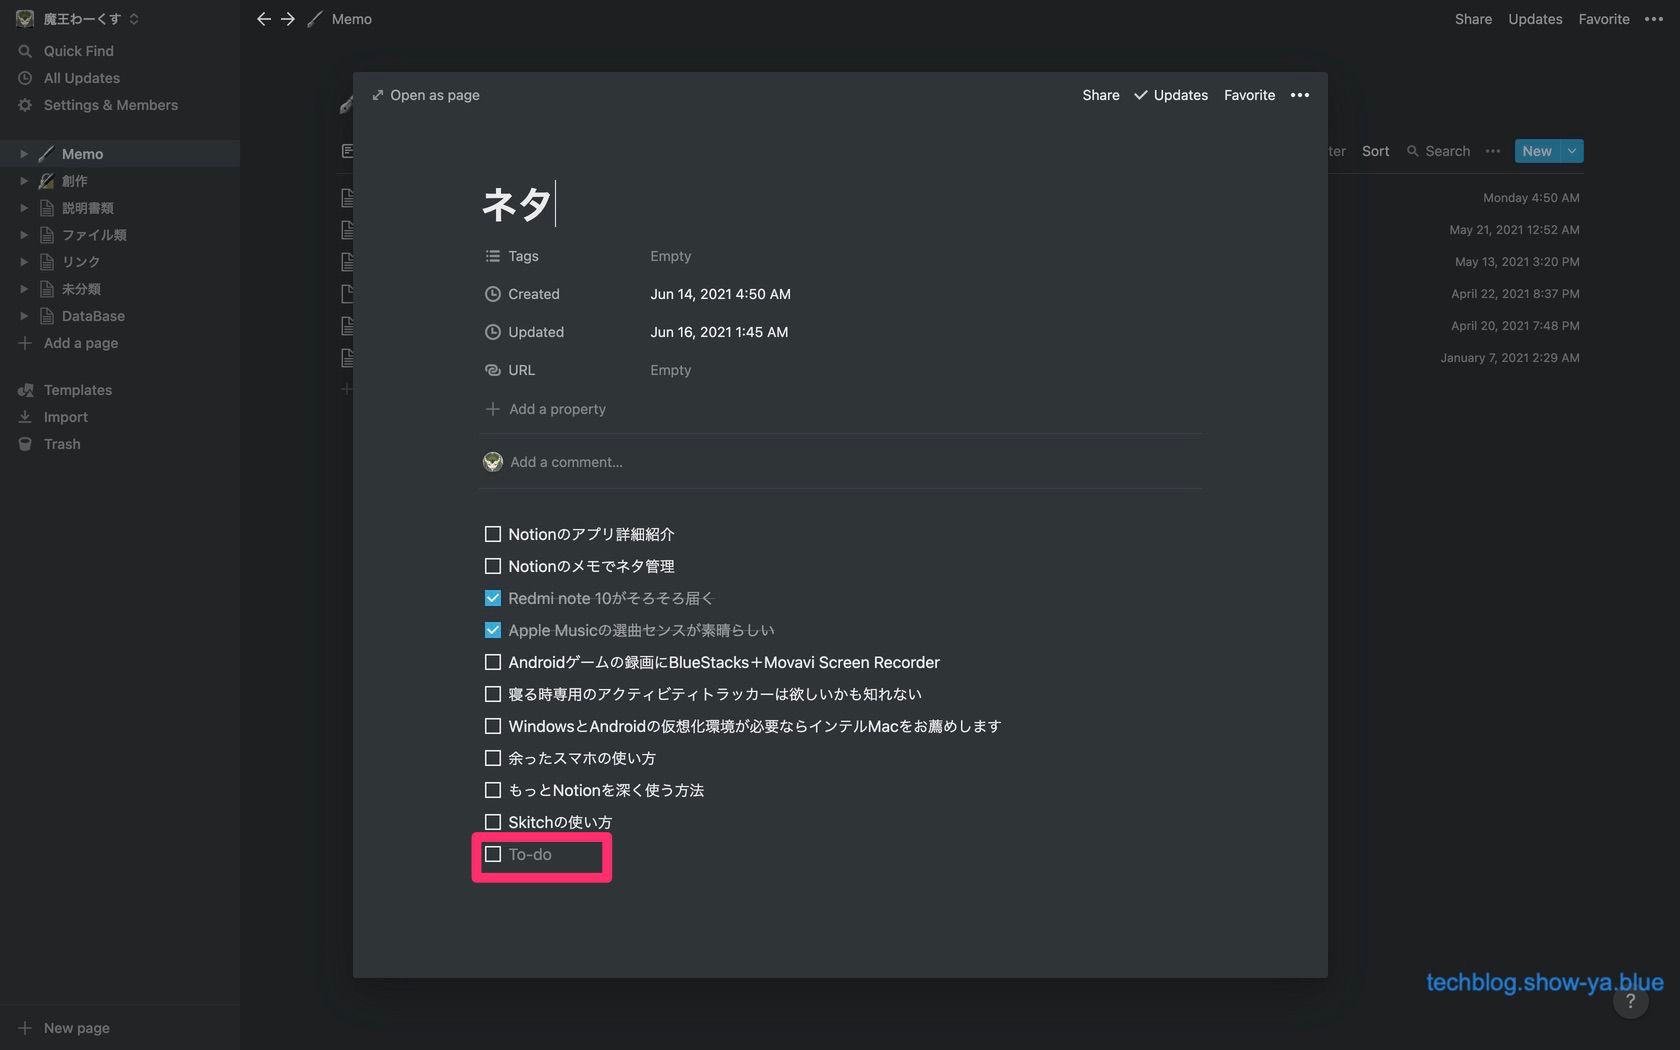 魔王わーくす
Quick Find
All Updates
Settings & Members
Memo
創作
説明書類
ファイル類
リンク
未分類
DataBase
Add a page
Templates
Import
Trash
New page
Memo
Share Updates Favorite
ter Sort Search New
Monday 4:50 AM
May 21, 2021 12:52 AM
May 13, 2021 3:20 PM
April 22, 2021 8:37 PM
April 20, 2021 7:48 PM
January 7, 2021 2:29 AM
Open as page
Share Updates Favorite
ネタ
Tags Empty
Created Jun 14, 2021 4:50 AM
Updated Jun 16, 2021 1:45 AM
URL Empty
Add a property
Add a comment...
Notionのアプリ詳細紹介
Notionのメモでネタ管理
Redmi note 10がそろそろ届く
Apple Musicの選曲センスが素晴らしい
Androidゲームの録画にBlueStacks＋Movavi Screen Recorder
寝る時専用のアクティビティトラッカーは欲しいかも知れない
WindowsとAndroidの仮想化環境が必要ならインテルMacをお薦めします
余ったスマホの使い方
もっとNotionを深く使う方法
Skitchの使い方
To-do
techblog.show-ya.blue
?